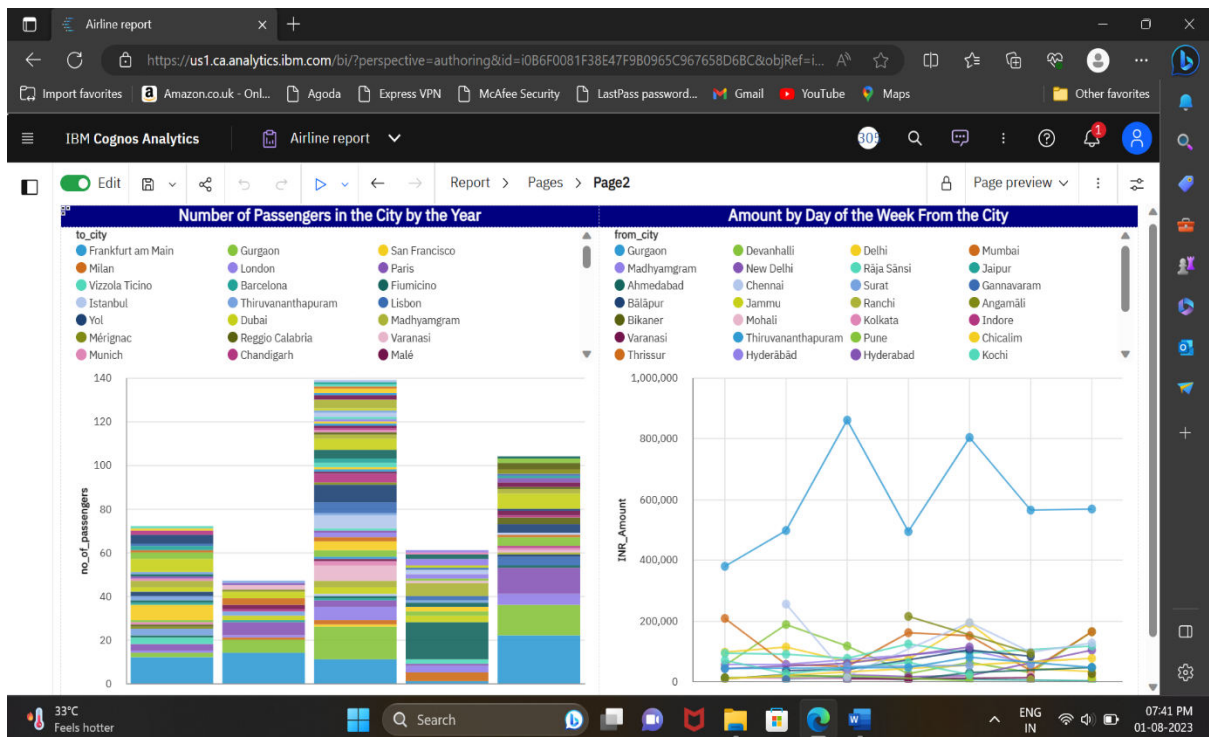 Airline report
https://us1.ca.analytics.ibm.com/bi/?perspective=authoring&id=i0B6F0081F38E47F9B0965C967658D6BC&objRef=i...
Import favorites Amazon.co.uk - Onl... Agoda Express VPN McAfee Security LastPass password... Gmail YouTube Maps Other favorites
IBM Cognos Analytics Airline report 1
Edit Report > Pages > Page2 Page preview
Number of Passengers in the City by the Year Amount by Day of the Week From the City
to_city
Frankfurt am Main Gurgaon San Francisco
Milan London Paris
Vizzola Ticino Barcelona Fiumicino
Istanbul Thiruvananthapuram Lisbon
Yol Dubai Madhyamgram
Mérignac Reggio Calabria Varanasi
Munich Chandigarh Malé
140
120
100
80
60
40
20
0
no_of_passengers
from_city
Gurgaon Devanhalli Delhi Mumbai
Madhyamgram New Delhi Rāja Sānsi Jaipur
Ahmedabad Chennai Surat Gannavaram
Bālāpur Jammu Ranchi Angamāli
Bikaner Mohali Kolkata Indore
Varanasi Thiruvananthapuram Pune Chicalim
Thrissur Hyderābād Hyderabad Kochi
1,000,000
800,000
600,000
400,000
200,000
0
INR_Amount
33°C
Feels hotter
Search
ENG
IN
07:41 PM
01-08-2023